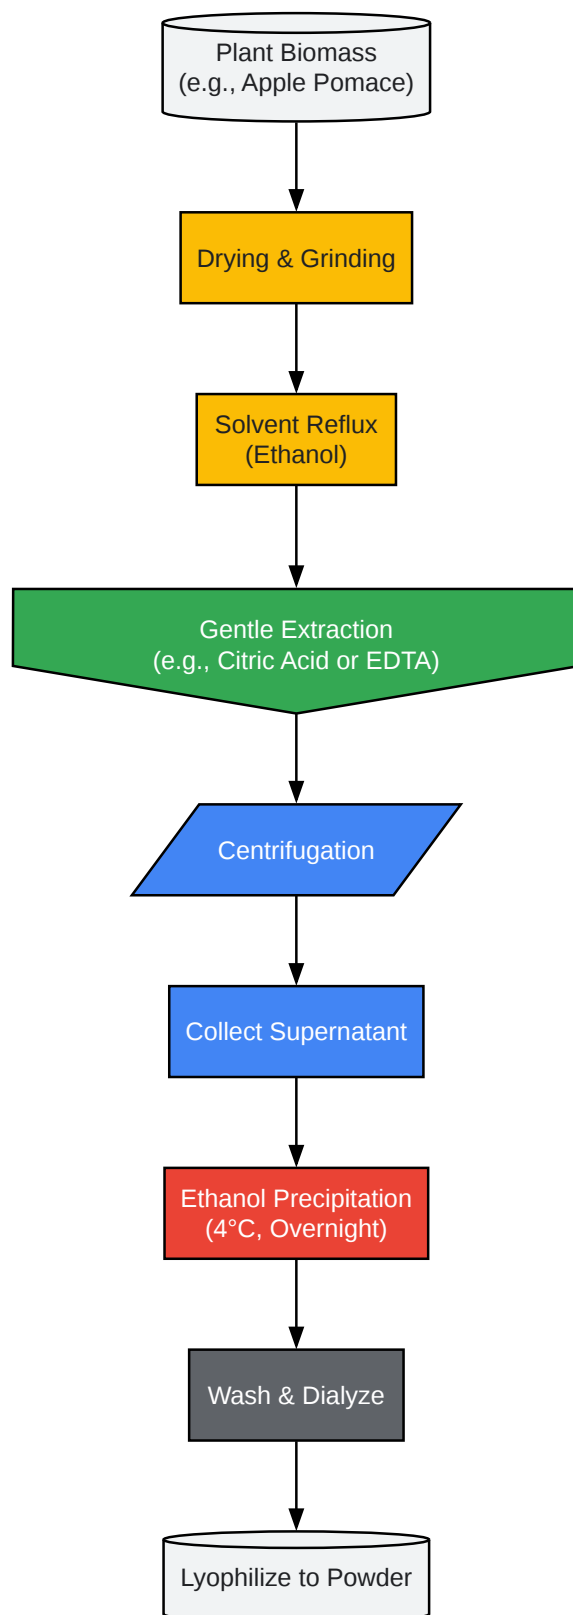 Plant Biomass
(e.g., Apple Pomace)
Drying & Grinding
Solvent Reflux
(Ethanol)
Gentle Extraction
(e.g., Citric Acid or EDTA)
Centrifugation
Collect Supernatant
Ethanol Precipitation
(4°C, Overnight)
Wash & Dialyze
Lyophilize to Powder